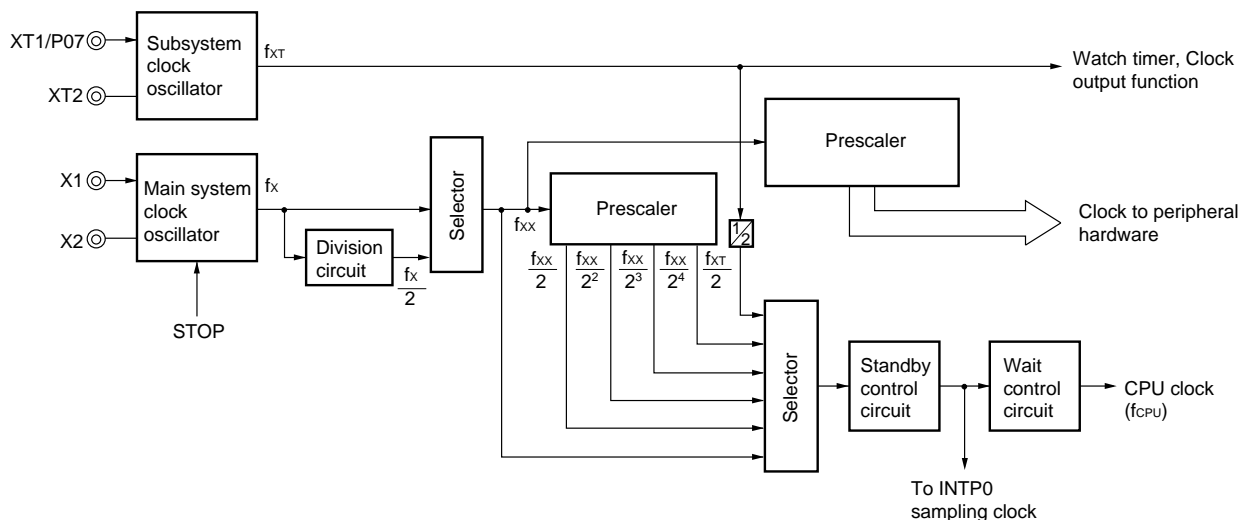 XT1/P07
XT2
Subsystem
clock
oscillator
fXT
Watch timer, Clock
output function
X1
X2
Main system
clock
oscillator
STOP
fX
Division
circuit
fX
2
Selector
fXX
Prescaler
Prescaler
Clock to peripheral
hardware
1/2
fXX
2
fXX
2²
fXX
2³
fXX
2⁴
fXT
2
Selector
Standby
control
circuit
Wait
control
circuit
CPU clock
(fCPU)
To INTP0
sampling clock